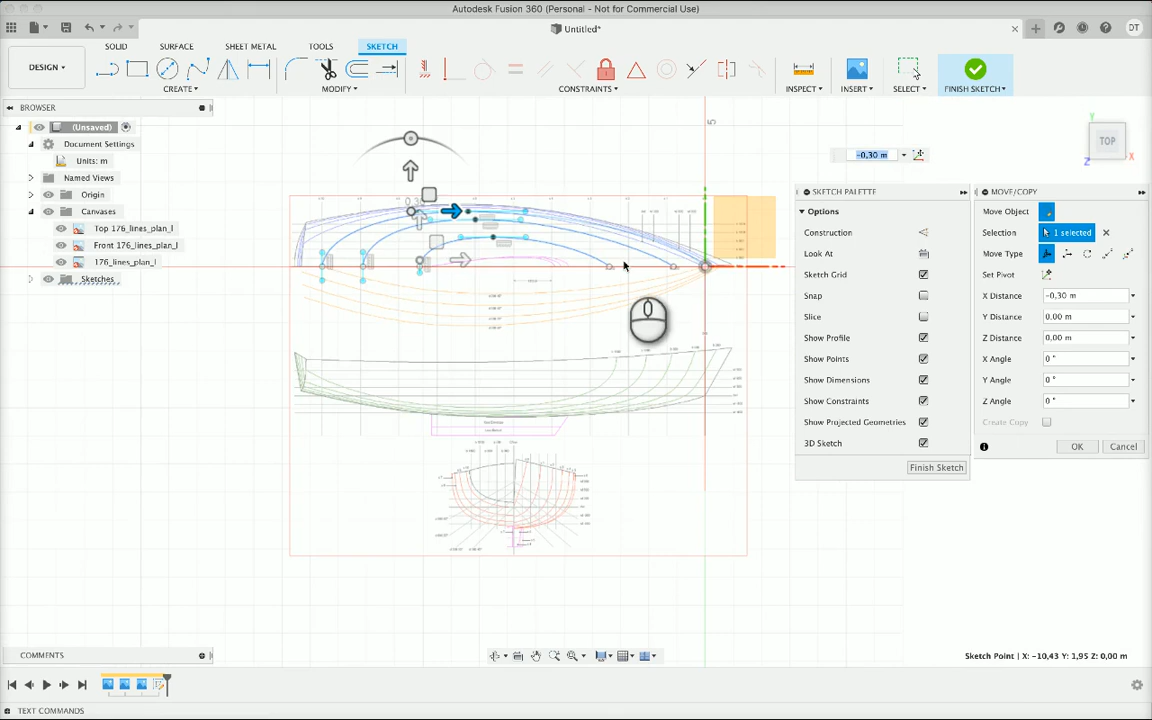 Autodesk Fusion 360 (Personal - Not for Commercial Use)
Untitled*
DT
DESIGN
SOLID
SURFACE
SHEET METAL
TOOLS
SKETCH
CREATE
MODIFY
CONSTRAINTS
INSPECT
INSERT
SELECT
FINISH SKETCH
BROWSER
(Unsaved)
Document Settings
Units: m
Named Views
Origin
Canvases
Top 176_lines_plan_l
Front 176_lines_plan_l
176_lines_plan_l
Sketches
5
-0,30 m
Y
TOP
Z
X
SKETCH PALETTE
Options
Construction
Look At
Sketch Grid
Snap
Slice
Show Profile
Show Points
Show Dimensions
Show Constraints
Show Projected Geometries
3D Sketch
Finish Sketch
MOVE/COPY
Move Object
Selection
1 selected
Move Type
Set Pivot
X Distance
-0,30 m
Y Distance
0.00 m
Z Distance
0,00 m
X Angle
0 °
Y Angle
0 °
Z Angle
0 °
Create Copy
OK
Cancel
COMMENTS
Sketch Point | X: -10,43 Y: 1,95 Z: 0,00 m
TEXT COMMANDS